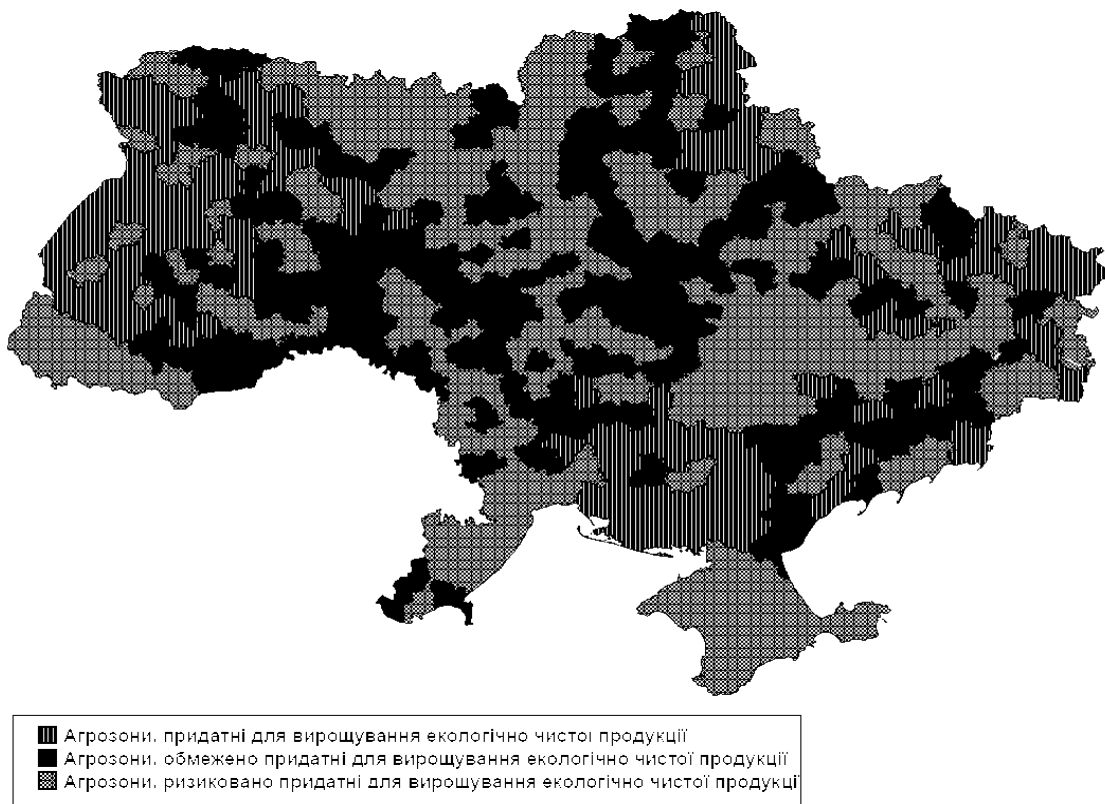 Агрозони, придатні для вирощування екологічно чистої продукції
Агрозони, обмежено придатні для вирощування екологічно чистої продукції
Агрозони, ризиковано придатні для вирощування екологічно чистої продукції